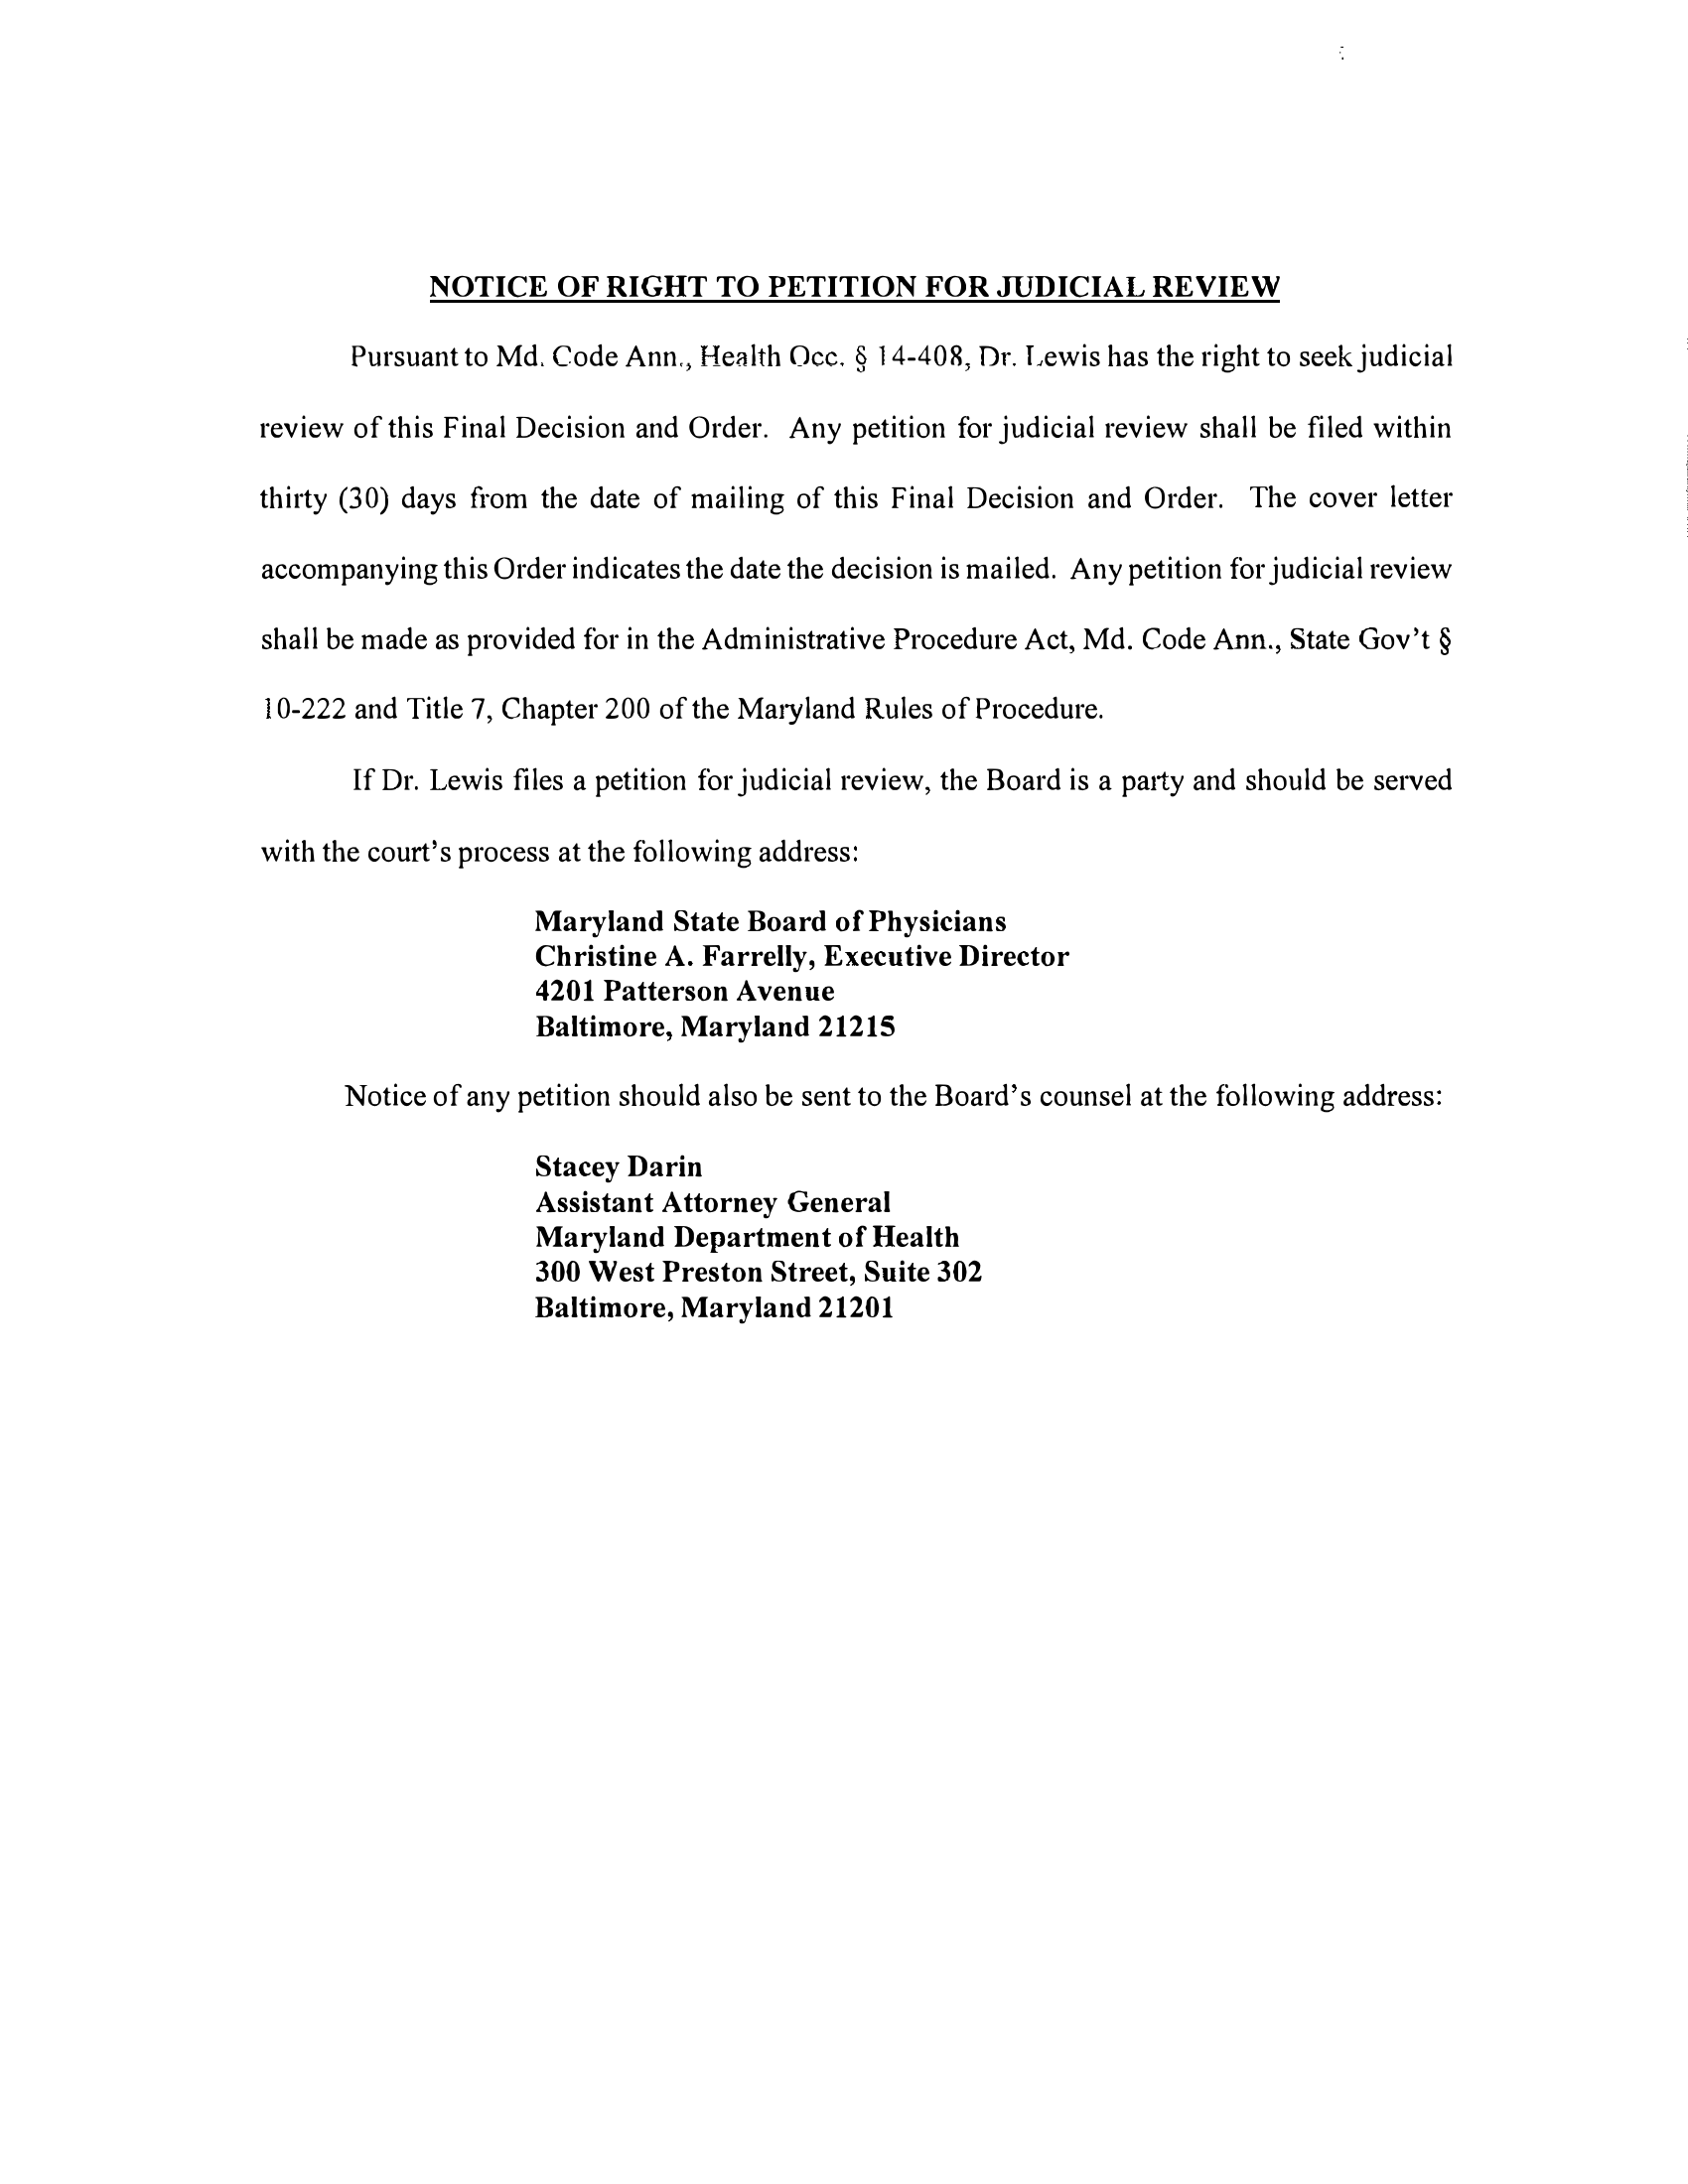 NOTICE OF RIGHT TO PETITION FOR JUDICIAL REVIEW
Pursuant to Md. Code Ann., Health Occ. § 14-408, Dr. Lewis has the right to seek judicial
review of this Final Decision and Order. Any petition for judicial review shall be filed within
thirty (30) days from the date of mailing of this Final Decision and Order. The cover letter
accompanying this Order indicates the date the decision is mailed. Any petition for judicial review
shall be made as provided for in the Administrative Procedure Act, Md. Code Ann., State Gov't §
10-222 and Title 7, Chapter 200 of the Maryland Rules of Procedure.
If Dr. Lewis files a petition for judicial review, the Board is a party and should be served
with the court's process at the following address:
Maryland State Board of Physicians
Christine A. Farrelly, Executive Director
4201 Patterson Avenue
Baltimore, Maryland 21215
Notice of any petition should also be sent to the Board's counsel at the following address:
Stacey Darin
Assistant Attorney General
Maryland Department of Health
300 West Preston Street, Suite 302
Baltimore, Maryland 21201